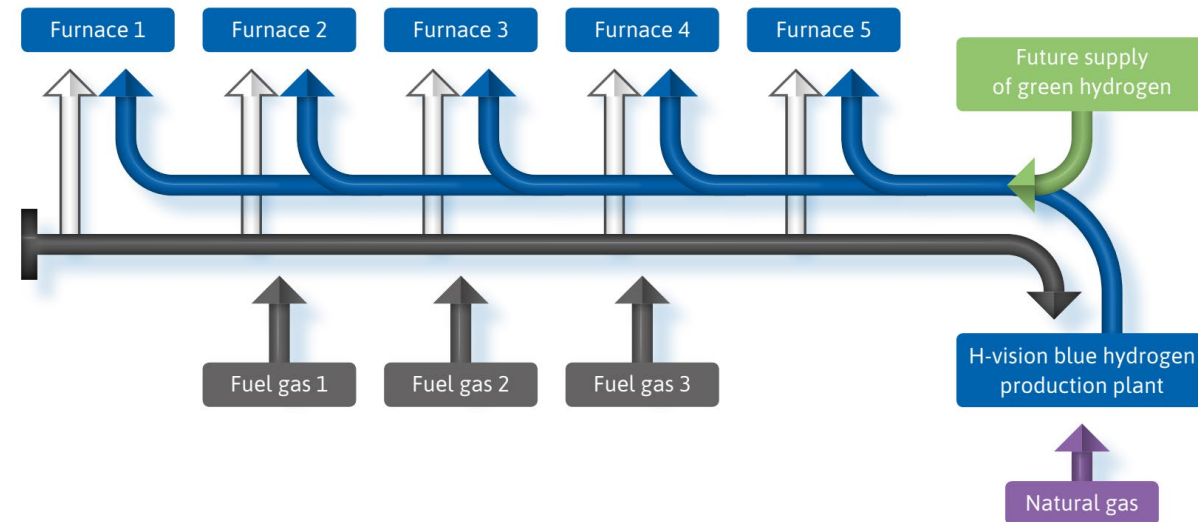 Furnace 1
Furnace 2
Furnace 3
Furnace 4
Furnace 5
Future supply
of green hydrogen
Fuel gas 1
Fuel gas 2
Fuel gas 3
H-vision blue hydrogen
production plant
Natural gas